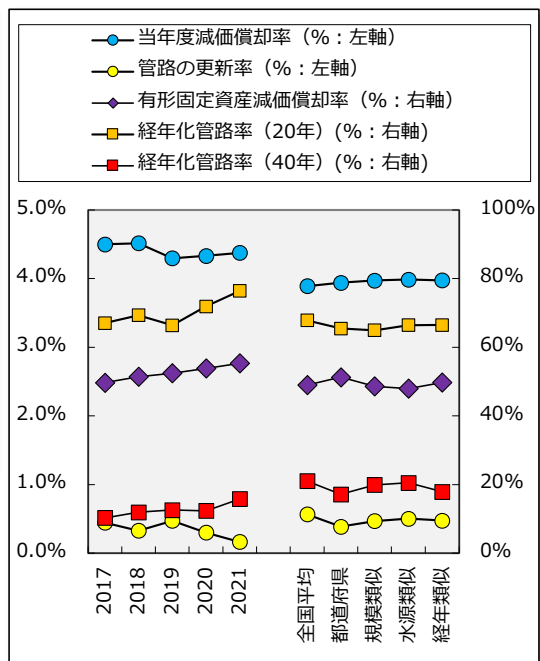 当年度減価償却率（%：左軸）
管路の更新率（%：左軸）
有形固定資産減価償却率（%：右軸）
経年化管路率（20年）(%：右軸)
経年化管路率（40年）(%：右軸)
5.0%
4.0%
3.0%
2.0%
1.0%
0.0%
100%
80%
60%
40%
20%
0%
2017
2018
2019
2020
2021
全国平均
都道府県
規模類似
水源類似
経年類似